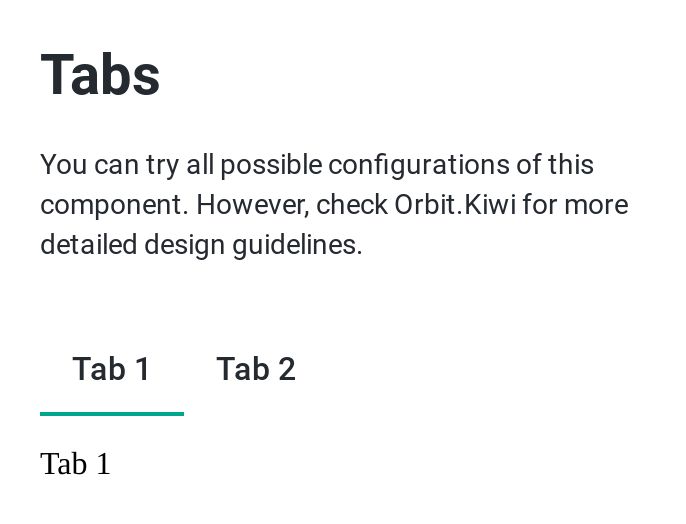 Tabs
You can try all possible configurations of this
component. However, check Orbit.Kiwi for more
detailed design guidelines.
Tab 1 Tab 2
Tab 1